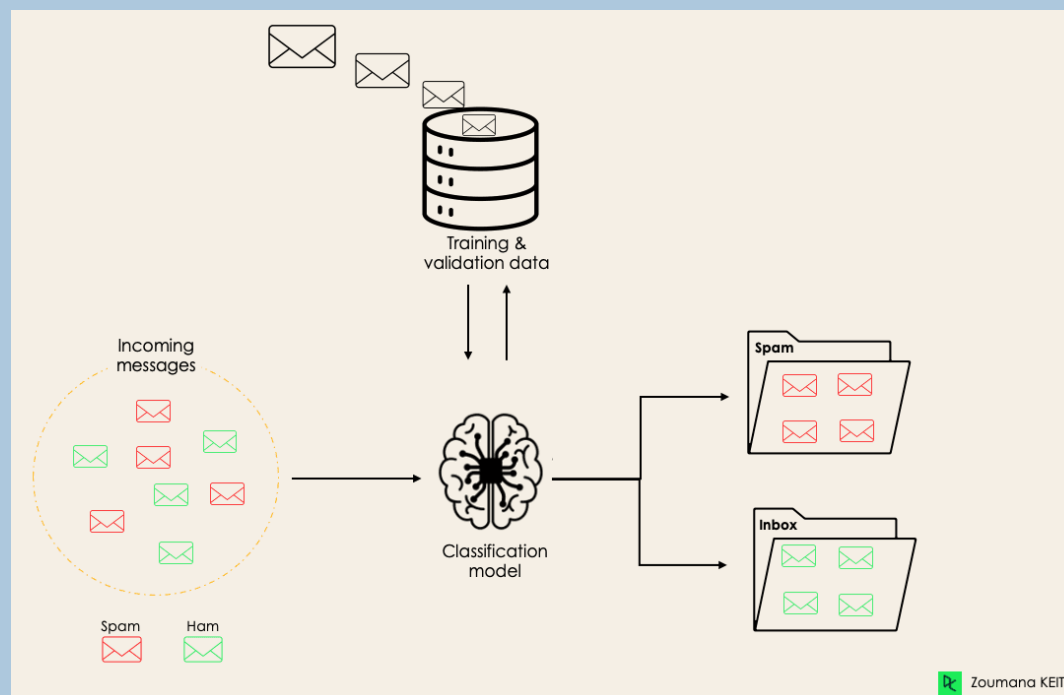 Training &
validation data
Incoming
messages
Spam
Classification
model
Inbox
Spam
Ham
Zoumana KEIT